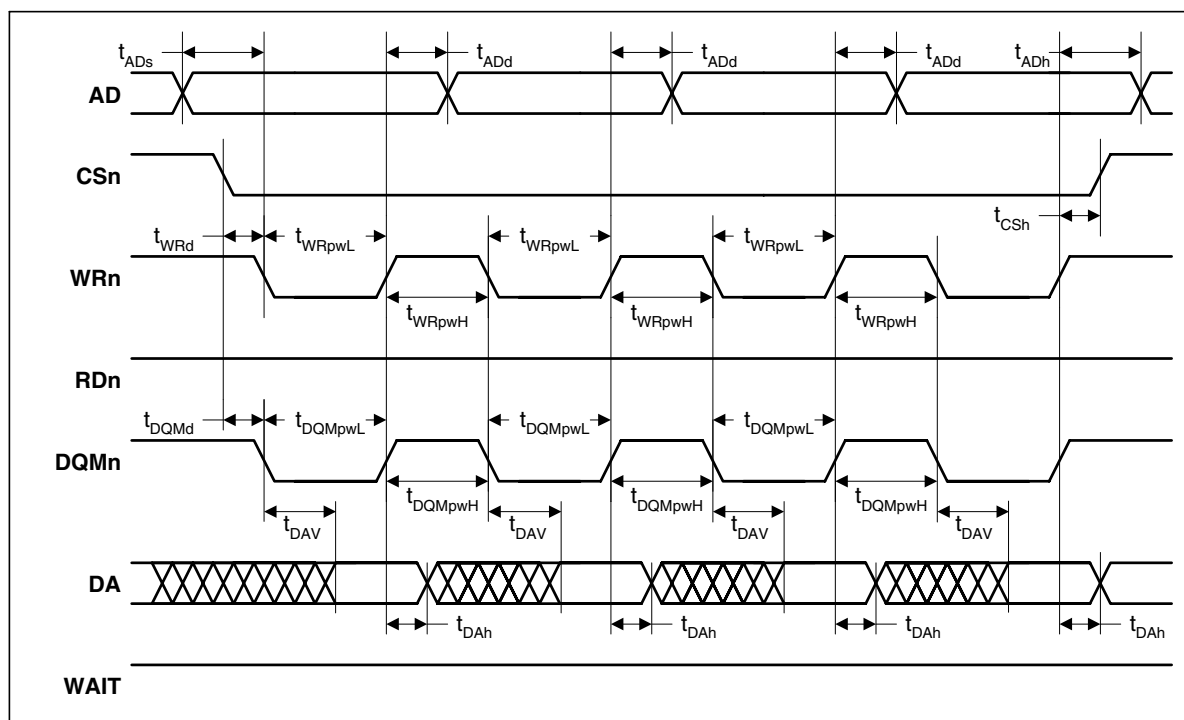 tADs tADd tADd tADd tADh
AD
CSn
tCSh
tWRd tWRpwL tWRpwL tWRpwL
WRn
tWRpwH tWRpwH tWRpwH
RDn
tDQMd tDQMpwL tDQMpwL tDQMpwL
DQMn
tDQMpwH tDQMpwH tDQMpwH
tDAV tDAV tDAV tDAV
DA
tDAh tDAh tDAh tDAh
WAIT